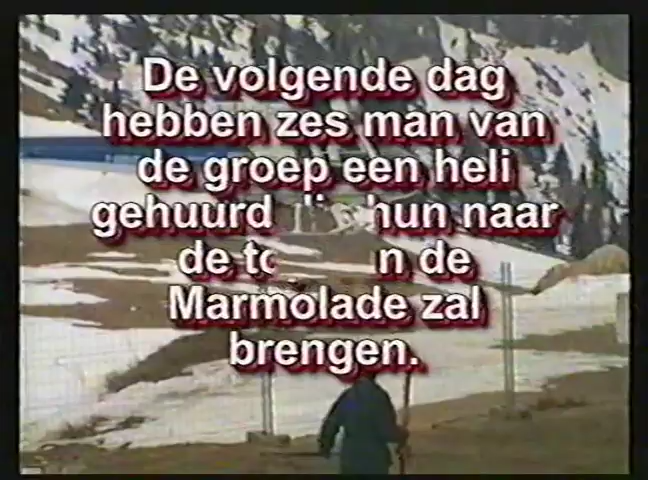 De volgende dag
hebben zes man van
de groep een heli
gehuurd hun naar
de de
Marmolade zal
brengen.